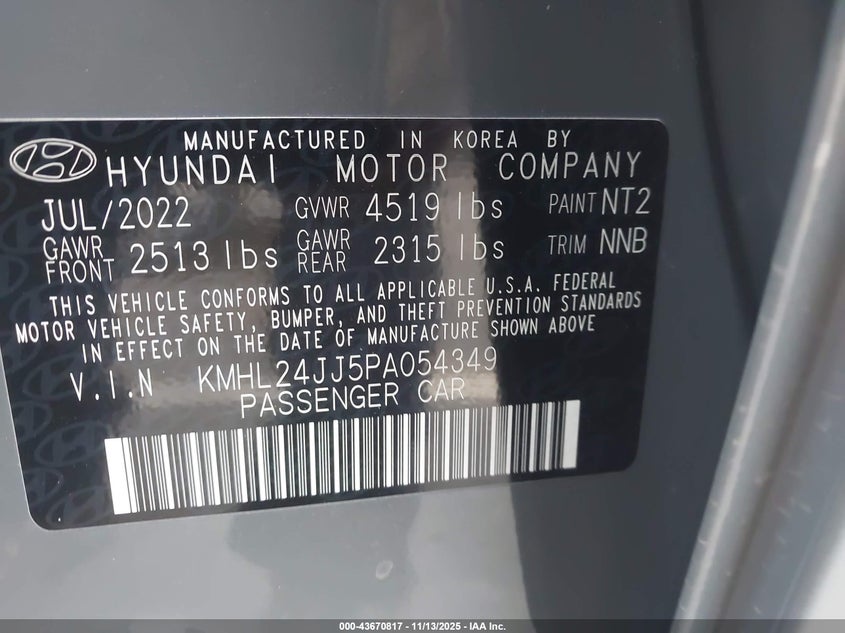 MANUFACTURED IN KOREA BY
HYUNDAI MOTOR COMPANY
JUL/2022 GVWR 4519 lbs PAINT NT2
GAWR FRONT 2513 lbs GAWR REAR 2315 lbs TRIM NNB
THIS VEHICLE CONFORMS TO ALL APPLICABLE U.S.A. FEDERAL
MOTOR VEHICLE SAFETY, BUMPER, AND THEFT PREVENTION STANDARDS
IN EFFECT ON THE DATE OF MANUFACTURE SHOWN ABOVE
V.I.N KMHL24JJ5PA054349
PASSENGER CAR
000-43670817 - 11/13/2025 - IAA Inc.